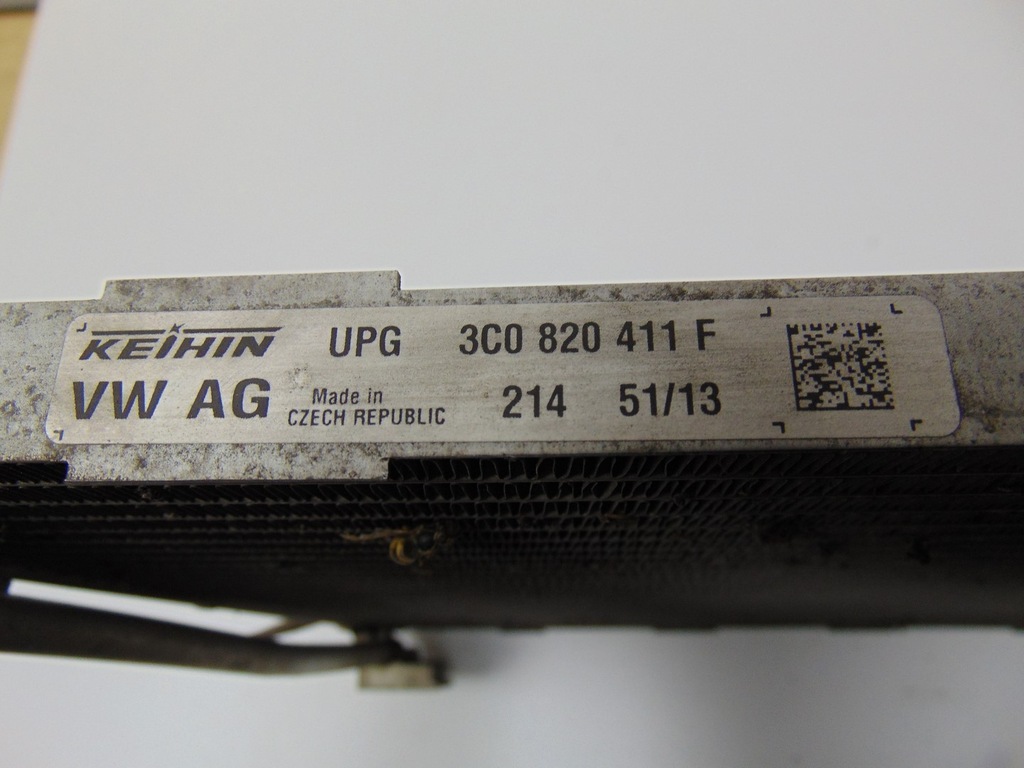 KEIHIN UPG 3C0 820 411 F
VW AG Made in CZECH REPUBLIC 214 51/13